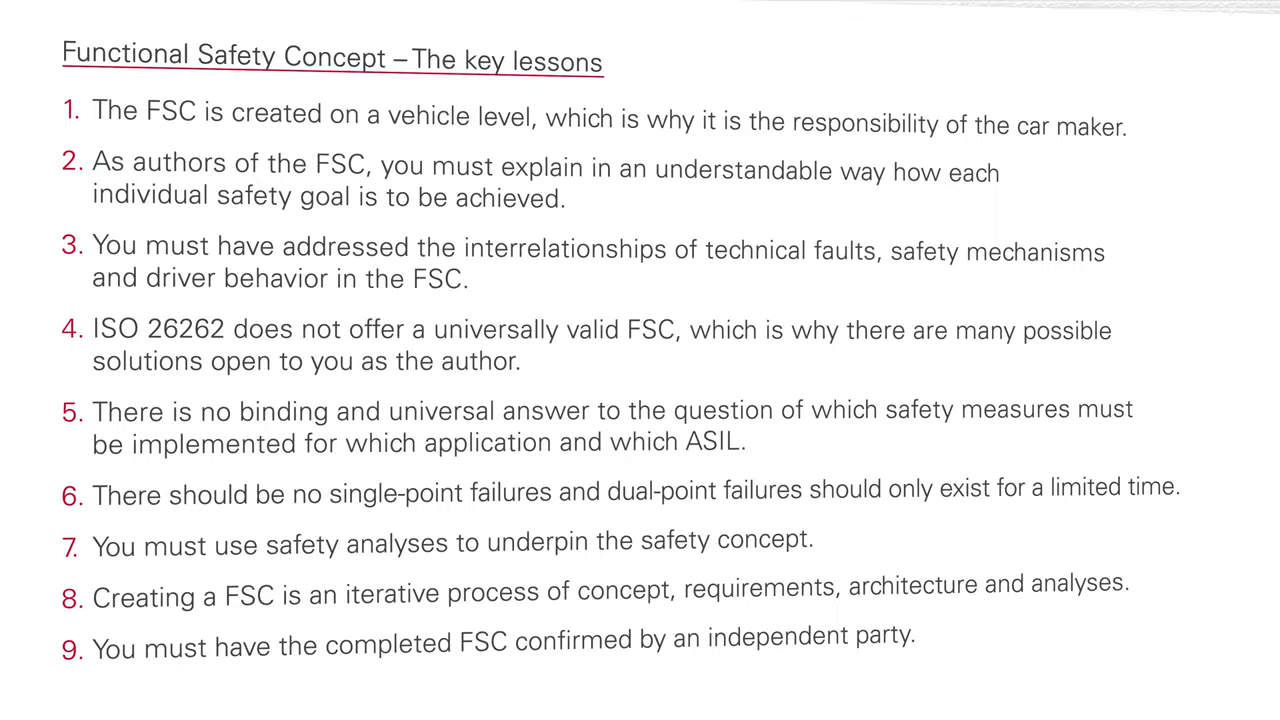 Functional Safety Concept – The key lessons
1. The FSC is created on a vehicle level, which is why it is the responsibility of the car maker.
2. As authors of the FSC, you must explain in an understandable way how each
individual safety goal is to be achieved.
3. You must have addressed the interrelationships of technical faults, safety mechanisms
and driver behavior in the FSC.
4. ISO 26262 does not offer a universally valid FSC, which is why there are many possible
solutions open to you as the author.
5. There is no binding and universal answer to the question of which safety measures must
be implemented for which application and which ASIL.
6. There should be no single-point failures and dual-point failures should only exist for a limited time.
7. You must use safety analyses to underpin the safety concept.
8. Creating a FSC is an iterative process of concept, requirements, architecture and analyses.
9. You must have the completed FSC confirmed by an independent party.